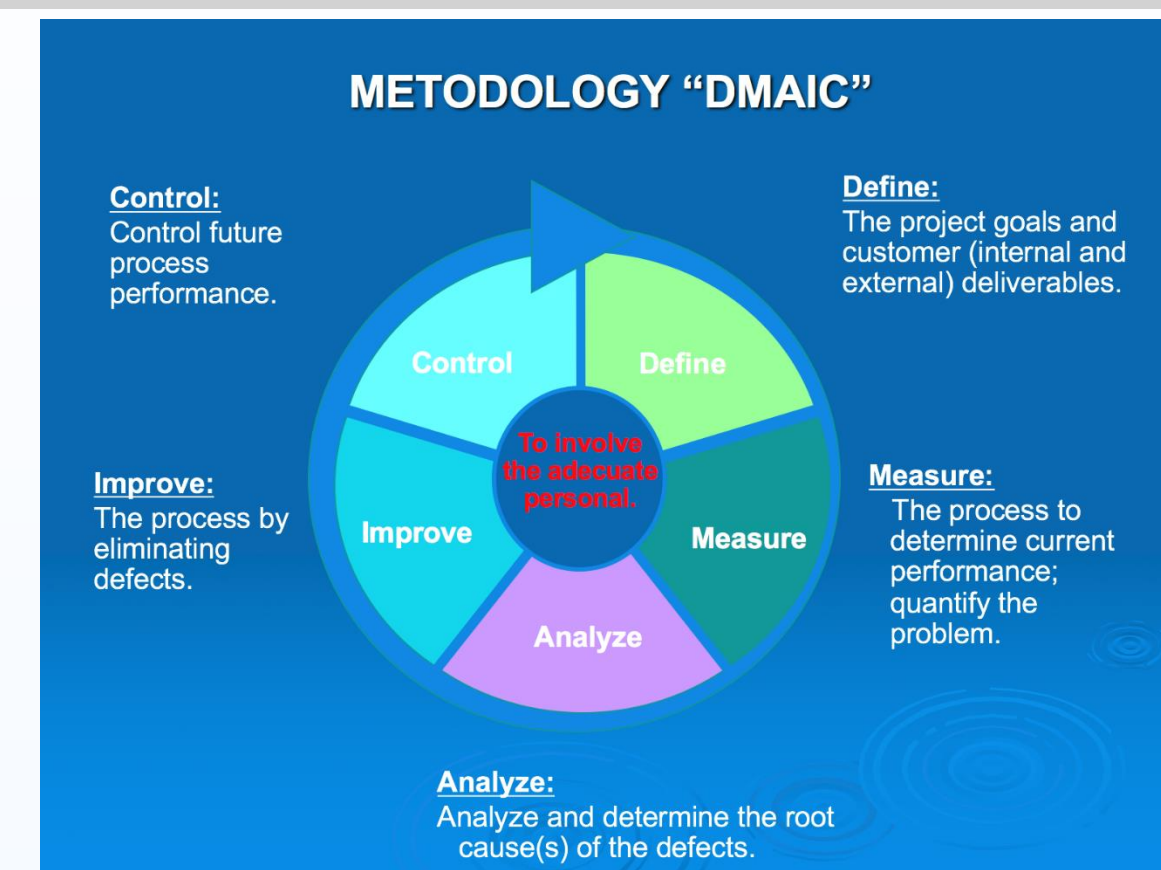 METODOLOGY “DMAIC”
Control:
Control future
process
performance.
Define:
The project goals and
customer (internal and
external) deliverables.
Control
Define
To involve
the adecuate
personal.
Improve:
The process by
eliminating
defects.
Improve
Measure
Measure:
The process to
determine current
performance;
quantify the
problem.
Analyze
Analyze:
Analyze and determine the root
cause(s) of the defects.